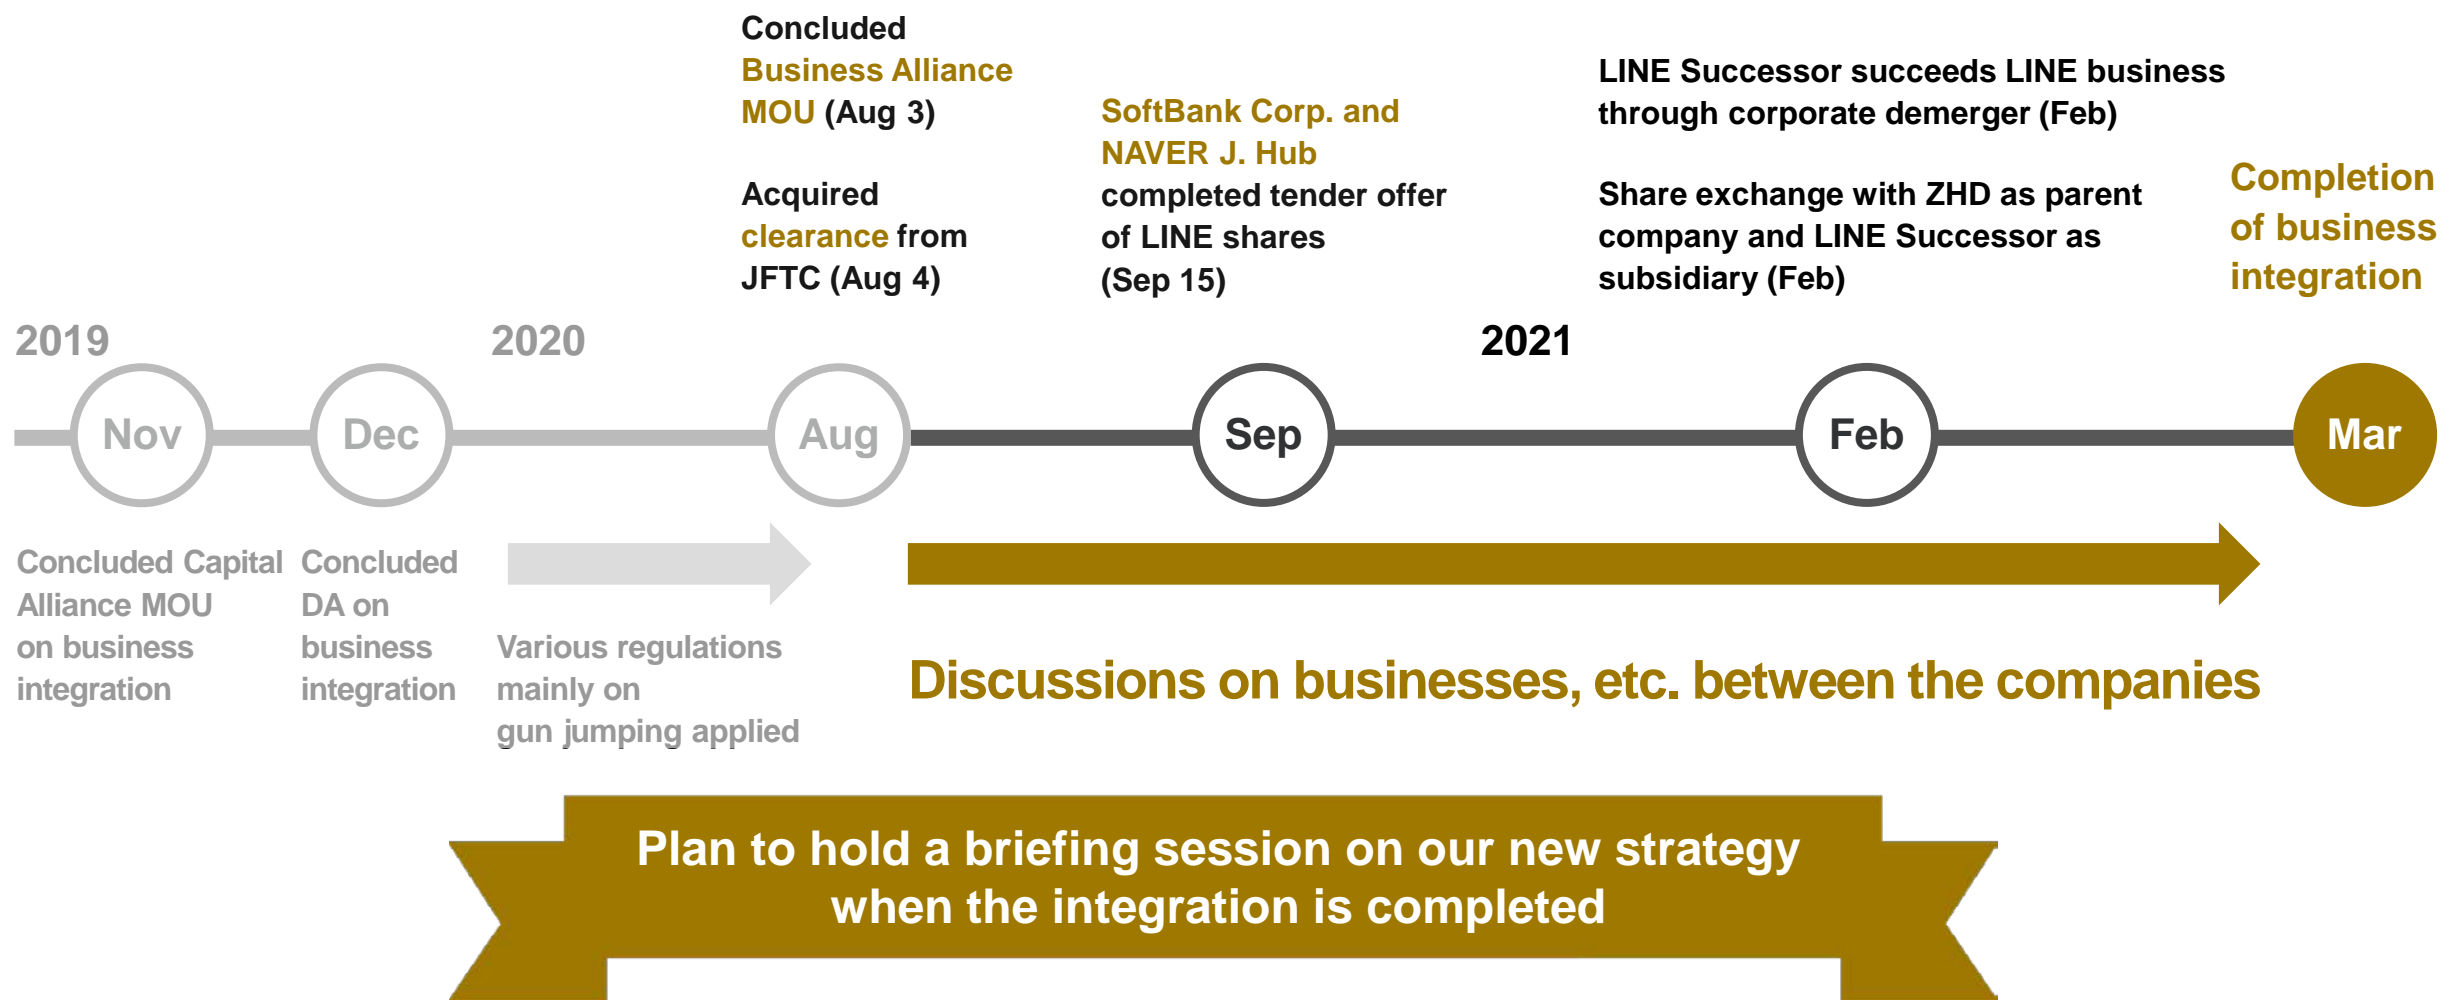 Concluded
Business Alliance
MOU (Aug 3)
Acquired
clearance from
JFTC (Aug 4)
SoftBank Corp. and
NAVER J. Hub
completed tender offer
of LINE shares
(Sep 15)
LINE Successor succeeds LINE business
through corporate demerger (Feb)
Share exchange with ZHD as parent
company and LINE Successor as
subsidiary (Feb)
Completion
of business
integration
2019
2020
2021
Nov
Dec
Aug
Sep
Feb
Mar
Concluded Capital
Alliance MOU
on business
integration
Concluded
DA on
business
integration
Various regulations
mainly on
gun jumping applied
Discussions on businesses, etc. between the companies
Plan to hold a briefing session on our new strategy
when the integration is completed